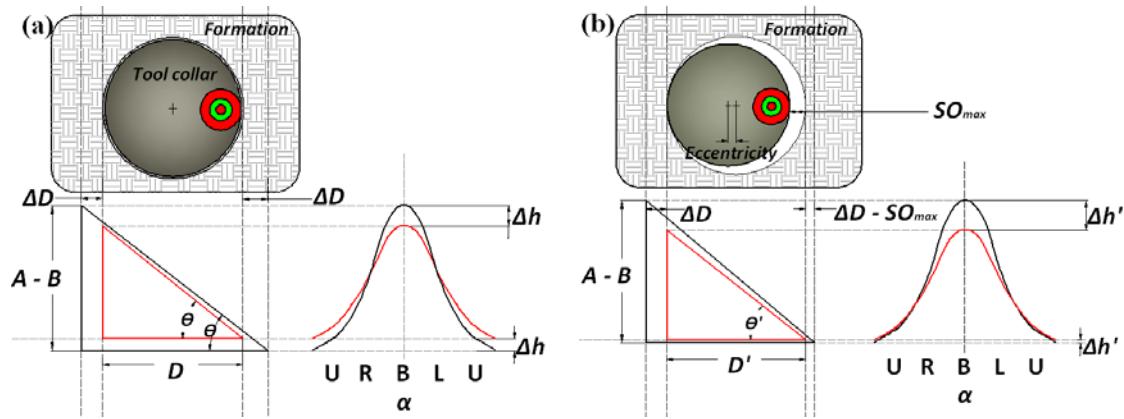 (a)
Formation
Tool collar
ΔD
ΔD
Δh
A - B
θ
θ
Δh
D
U R B L U
α
(b)
Formation
SOmax
Eccentricity
ΔD
ΔD - SOmax
Δh'
A - B
θ'
Δh'
D'
U R B L U
α